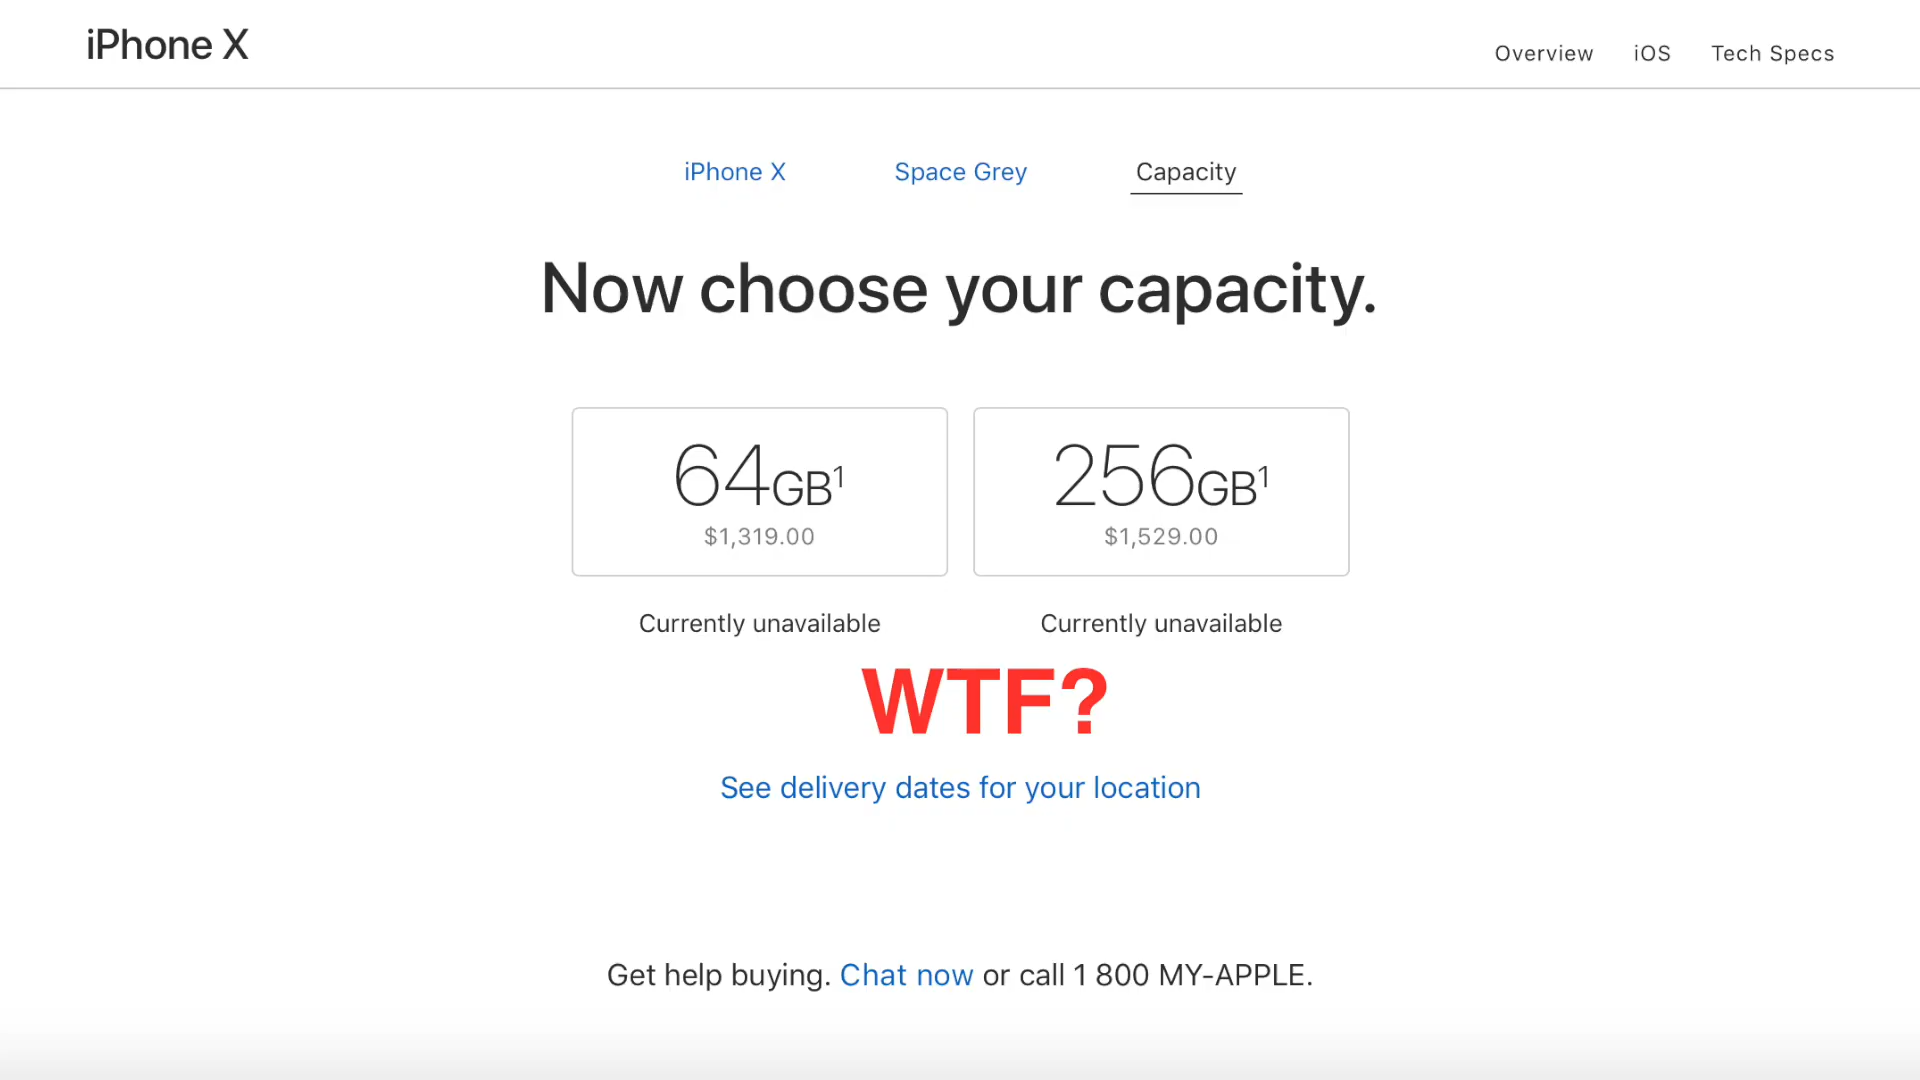 iPhone X
Overview iOS Tech Specs
iPhone X Space Grey Capacity
Now choose your capacity.
64GB¹ 256GB¹
$1,319.00 $1,529.00
Currently unavailable Currently unavailable
WTF?
See delivery dates for your location
Get help buying. Chat now or call 1 800 MY-APPLE.